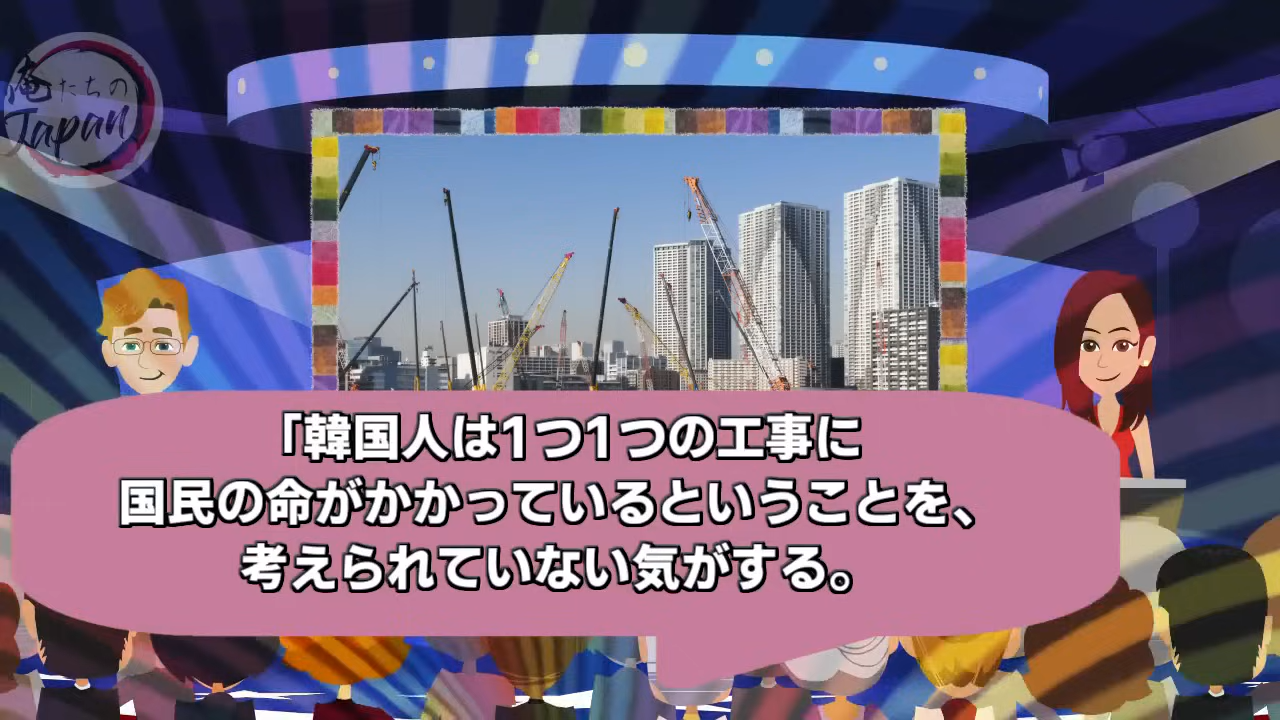 俺たちの
Japan
「韓国人は1つ1つの工事に
国民の命がかかっているということを、
考えられていない気がする。